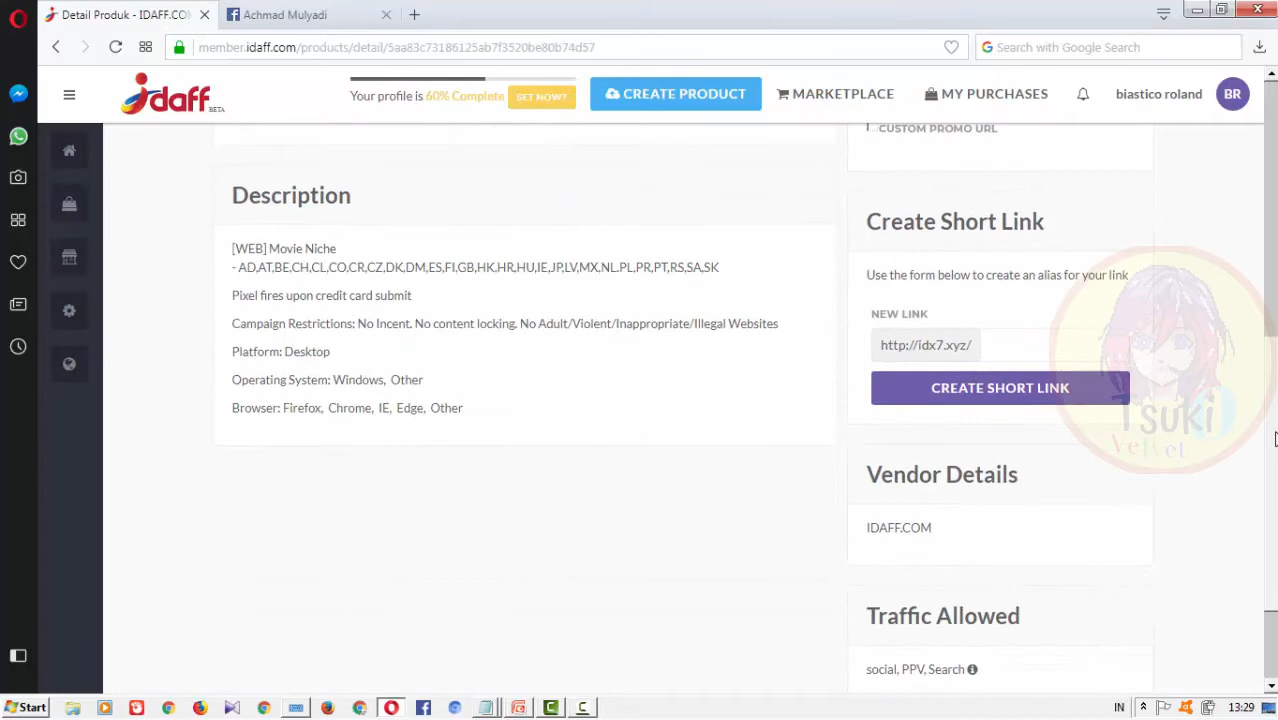 Detail Produk - IDAFF.COM
Achmad Mulyadi
member.idaff.com/products/detail/5aa83c73186125ab7f3520be80b74d57
Search with Google Search
idaff BETA
Your profile is 60% Complete
SET NOW?
CREATE PRODUCT
MARKETPLACE
MY PURCHASES
biastico roland
BR
CUSTOM PROMO URL
Description
[WEB] Movie Niche
- AD,AT,BE,CH,CL,CO,CR,CZ,DK,DM,ES,FI,GB,HK,HR,HU,IE,JP,LV,MX,NL,PL,PR,PT,RS,SA,SK
Pixel fires upon credit card submit
Campaign Restrictions: No Incent. No content locking. No Adult/Violent/Inappropriate/Illegal Websites
Platform: Desktop
Operating System: Windows, Other
Browser: Firefox, Chrome, IE, Edge, Other
Create Short Link
Use the form below to create an alias for your link
NEW LINK
http://idx7.xyz/
CREATE SHORT LINK
Tsuki
Velvet
Vendor Details
IDAFF.COM
Traffic Allowed
social, PPV, Search
Start
IN
13:29